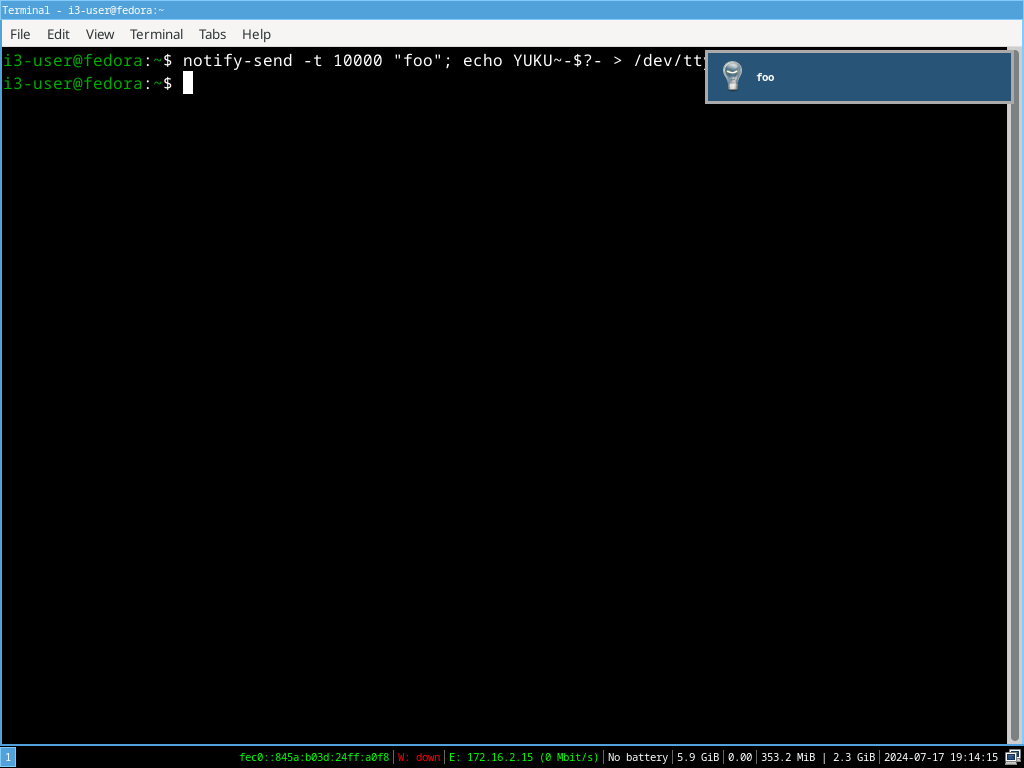 Terminal - i3-user@fedora:~
File Edit View Terminal Tabs Help
i3-user@fedora:~$ notify-send -t 10000 "foo"; echo YUKU~-$?- > /dev/tt
foo
i3-user@fedora:~$
1
fec0::845a:b03d:24ff:a0f8 W: down E: 172.16.2.15 (0 Mbit/s) No battery 5.9 GiB 0.00 353.2 MiB | 2.3 GiB 2024-07-17 19:14:15